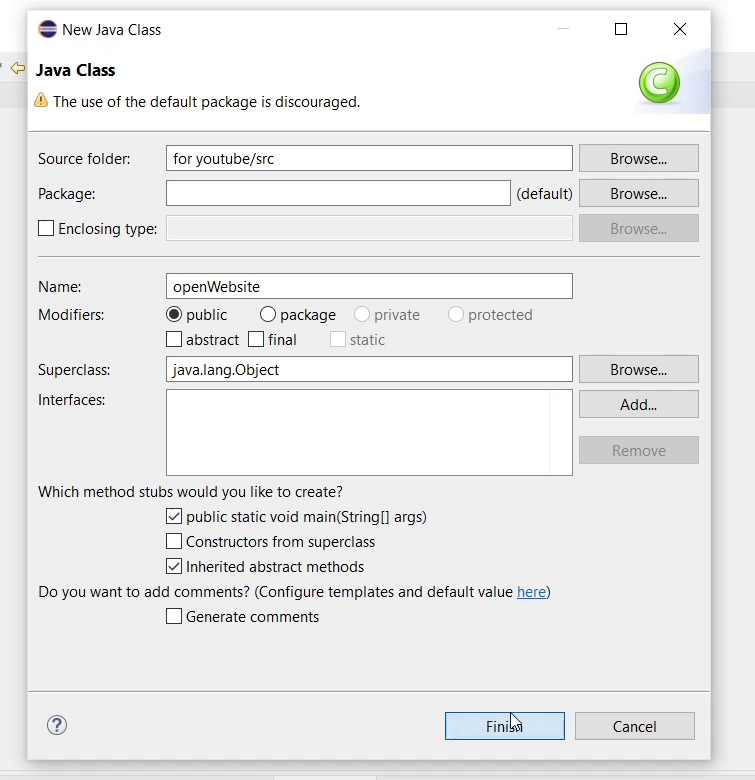 New Java Class
Java Class
The use of the default package is discouraged.
Source folder: for youtube/src Browse...
Package: (default) Browse...
Enclosing type: Browse...
Name: openWebsite
Modifiers: public package private protected
abstract final static
Superclass: java.lang.Object Browse...
Interfaces: Add...
Remove
Which method stubs would you like to create?
public static void main(String[] args)
Constructors from superclass
Inherited abstract methods
Do you want to add comments? (Configure templates and default value here)
Generate comments
? Finish Cancel